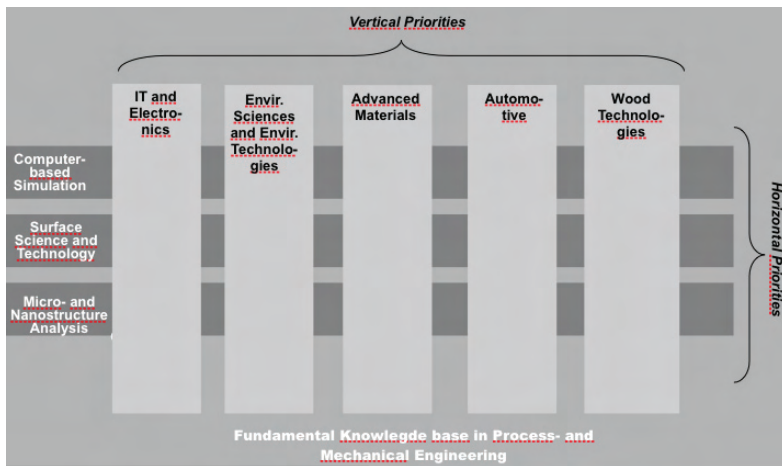 Vertical Priorities
IT and
Electro-
nics
Envir.
Sciences
and Envir.
Technolo-
gies
Advanced
Materials
Automo-
tive
Wood
Technolo-
gies
Computer-
based
Simulation
Surface
Science and
Technology
Micro- and
Nanostructure
Analysis
Horizontal Priorities
Fundamental Knowlegde base in Process- and
Mechanical Engineering